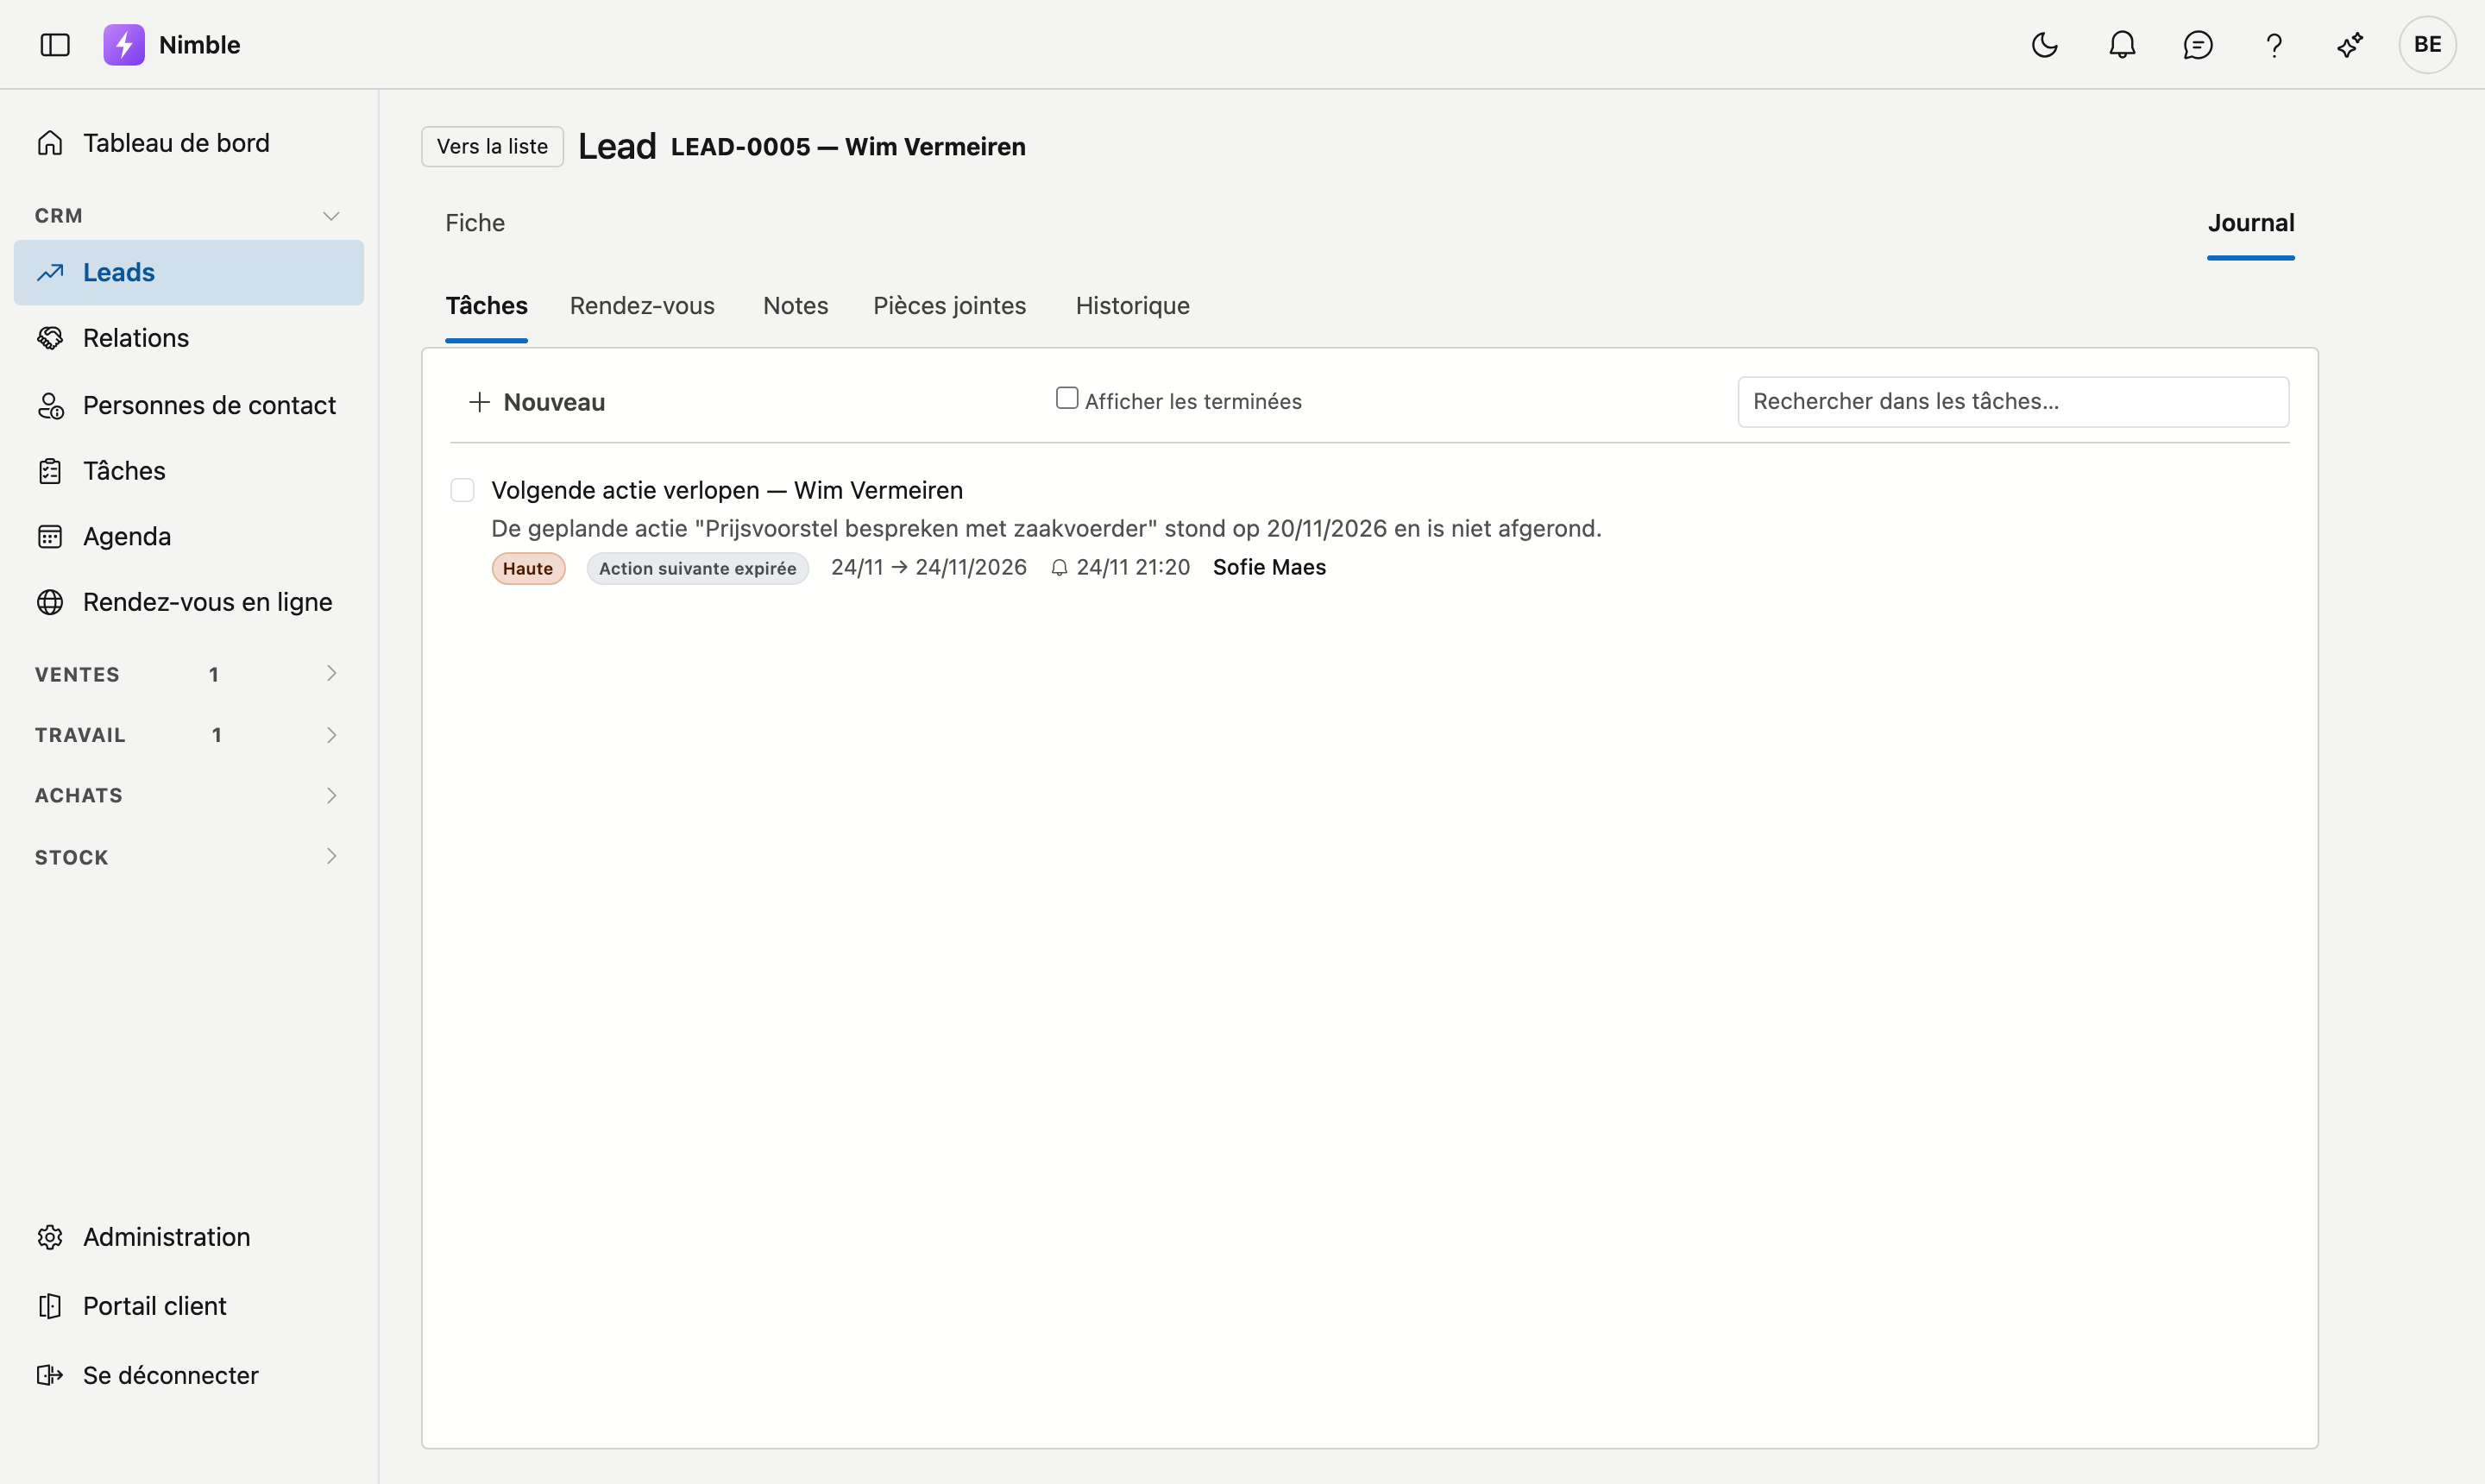 Nimble
BE
Tableau de bord
CRM
Leads
Relations
Personnes de contact
Tâches
Agenda
Rendez-vous en ligne
VENTES 1
TRAVAIL 1
ACHATS
STOCK
Administration
Portail client
Se déconnecter
Vers la liste Lead LEAD-0005 — Wim Vermeiren
Fiche Journal
Tâches Rendez-vous Notes Pièces jointes Historique
Nouveau Afficher les terminées Rechercher dans les tâches...
Volgende actie verlopen — Wim Vermeiren
De geplande actie "Prijsvoorstel bespreken met zaakvoerder" stond op 20/11/2026 en is niet afgerond.
Haute Action suivante expirée 24/11 → 24/11/2026 24/11 21:20 Sofie Maes